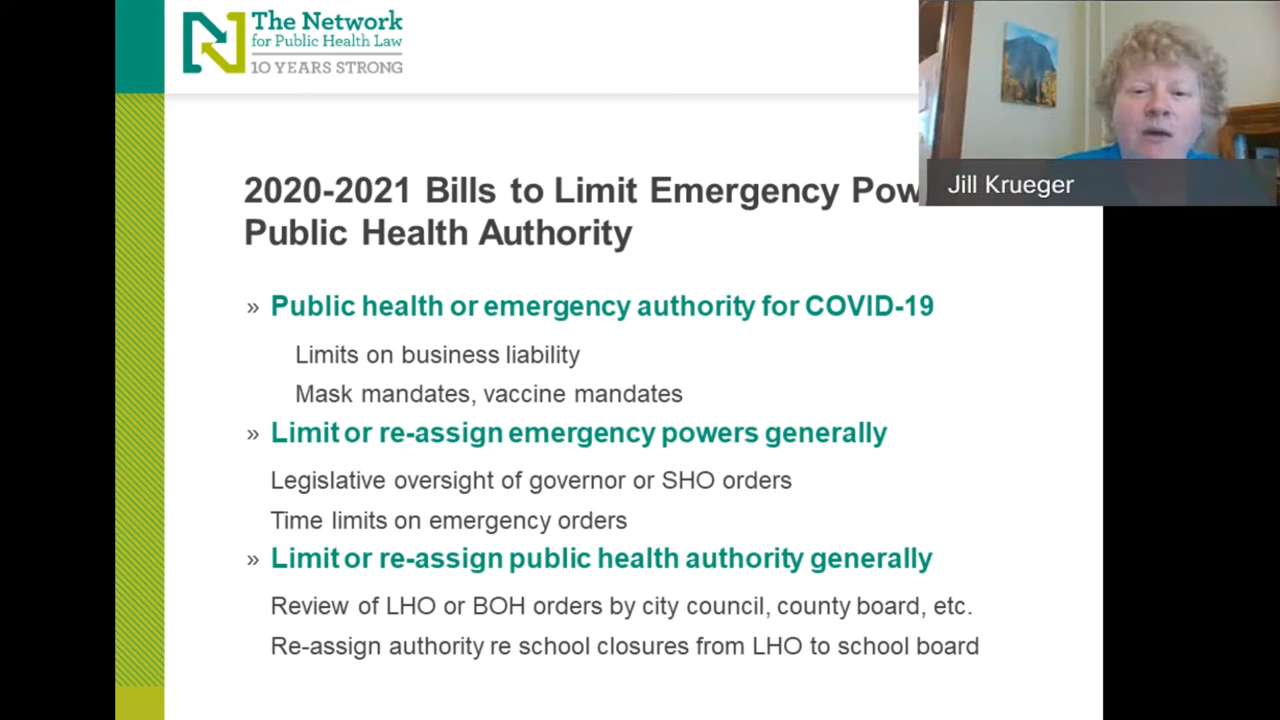 The Network
for Public Health Law
10 YEARS STRONG
Jill Krueger
2020-2021 Bills to Limit Emergency
Public Health Authority
» Public health or emergency authority for COVID-19
Limits on business liability
Mask mandates, vaccine mandates
» Limit or re-assign emergency powers generally
Legislative oversight of governor or SHO orders
Time limits on emergency orders
» Limit or re-assign public health authority generally
Review of LHO or BOH orders by city council, county board, etc.
Re-assign authority re school closures from LHO to school board